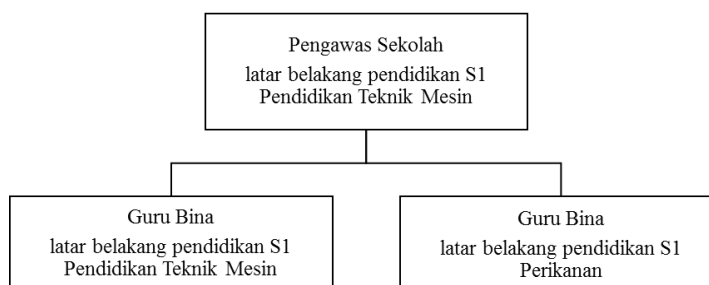 Pengawas Sekolah
latar belakang pendidikan S1
Pendidikan Teknik Mesin
Guru Bina
latar belakang pendidikan S1
Pendidikan Teknik Mesin
Guru Bina
latar belakang pendidikan S1
Perikanan